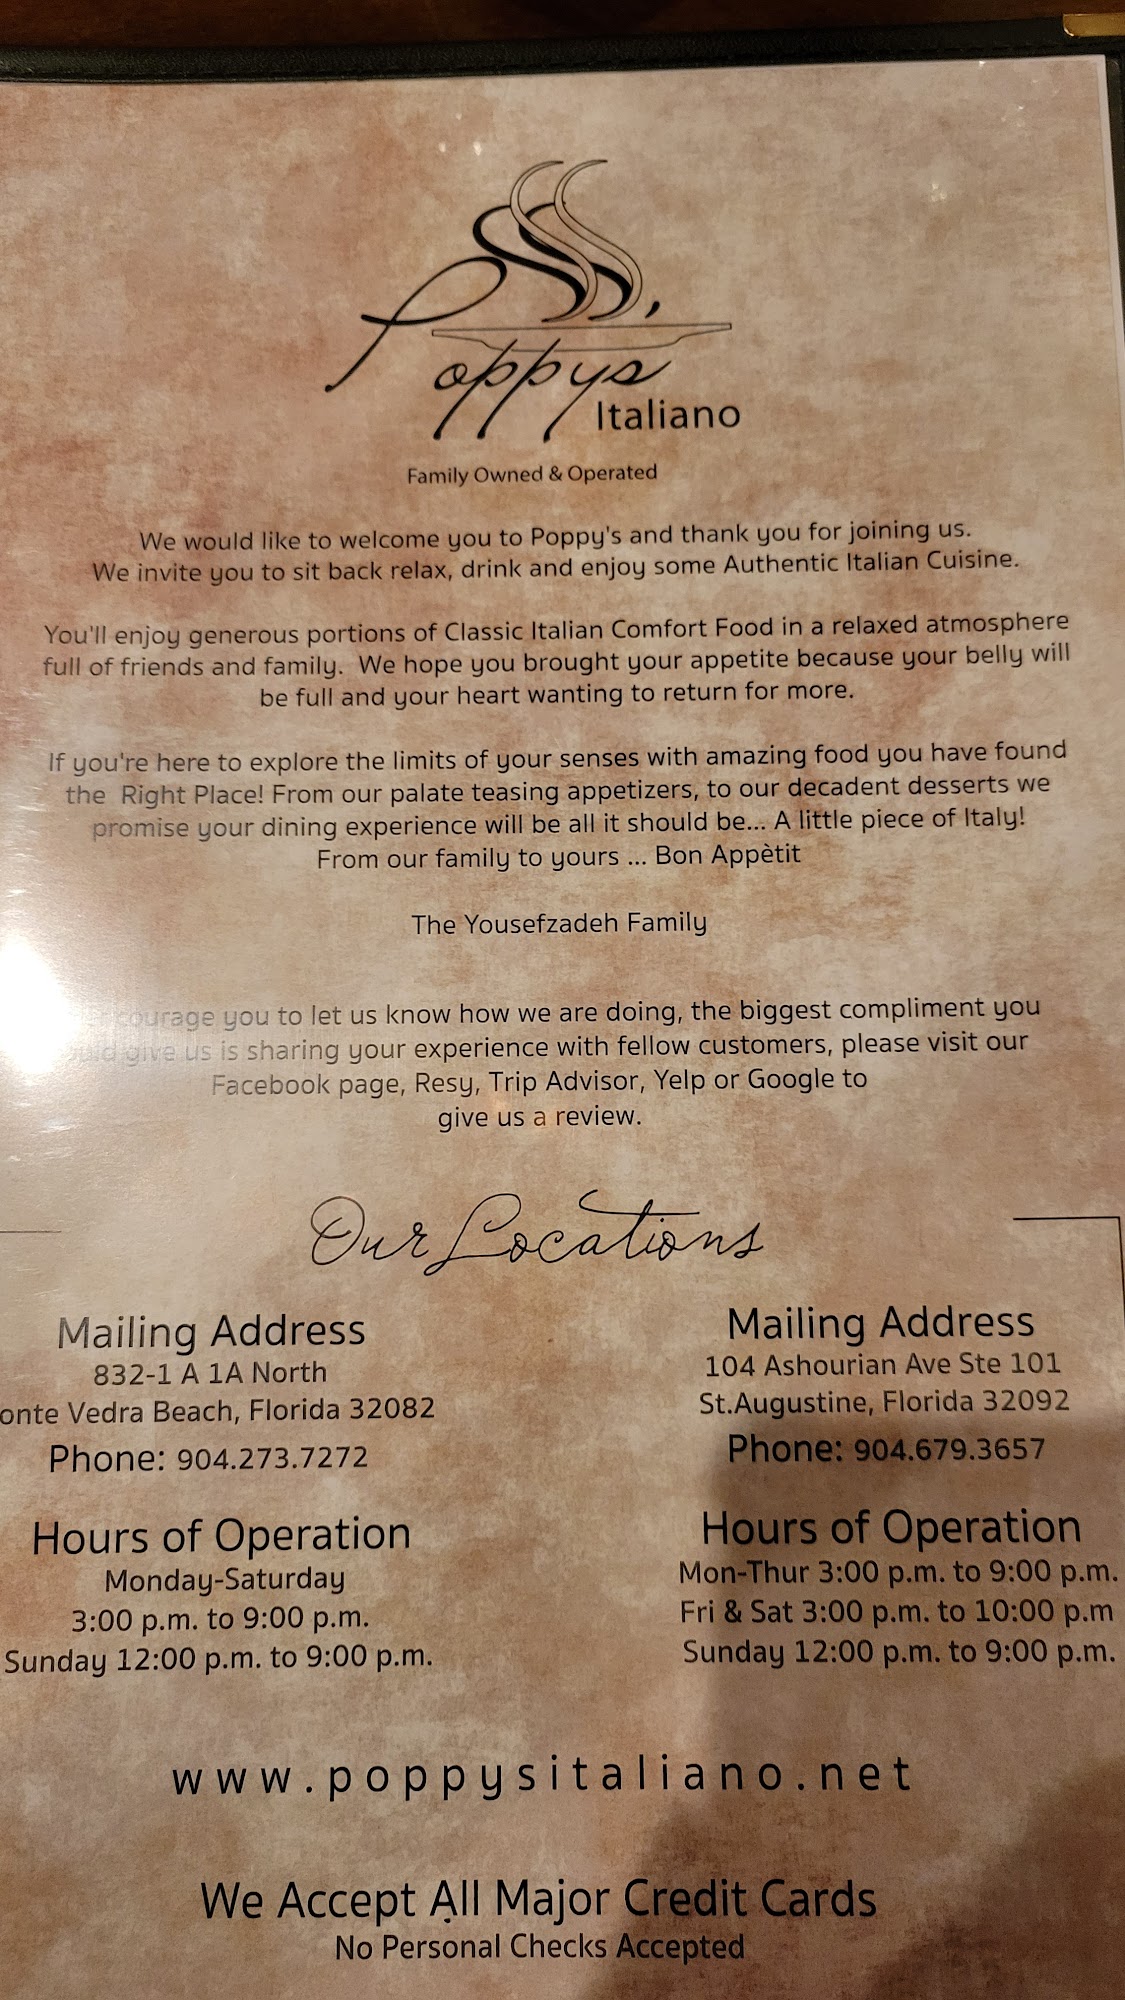 Poppys
Italiano
Family Owned & Operated
We would like to welcome you to Poppy's and thank you for joining us.
We invite you to sit back relax, drink and enjoy some Authentic Italian Cuisine.
You'll enjoy generous portions of Classic Italian Comfort Food in a relaxed atmosphere
full of friends and family. We hope you brought your appetite because your belly will
be full and your heart wanting to return for more.
If you're here to explore the limits of your senses with amazing food you have found
the Right Place! From our palate teasing appetizers, to our decadent desserts we
promise your dining experience will be all it should be... A little piece of Italy!
From our family to yours ... Bon Appètit
The Yousefzadeh Family
you to let us know how we are doing, the biggest compliment you
give us is sharing your experience with fellow customers, please visit our
Facebook page, Resy, Trip Advisor, Yelp or Google to
give us a review.
Our Locations
Mailing Address
832-1 A 1A North
onte Vedra Beach, Florida 32082
Phone: 904.273.7272
Hours of Operation
Monday-Saturday
3:00 p.m. to 9:00 p.m.
Sunday 12:00 p.m. to 9:00 p.m.
Mailing Address
104 Ashourian Ave Ste 101
St.Augustine, Florida 32092
Phone: 904.679.3657
Hours of Operation
Mon-Thur 3:00 p.m. to 9:00 p.m.
Fri & Sat 3:00 p.m. to 10:00 p.m
Sunday 12:00 p.m. to 9:00 p.m.
www.poppysitaliano.net
We Accept All Major Credit Cards
No Personal Checks Accepted